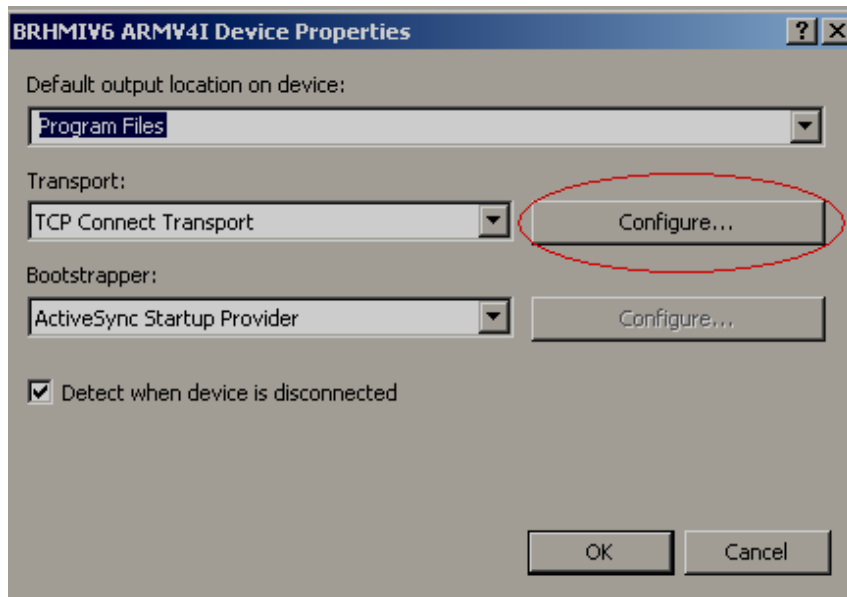 BRHMIV6 ARMV4I Device Properties
Default output location on device:
Program Files
Transport:
TCP Connect Transport
Configure...
Bootstrapper:
ActiveSync Startup Provider
Configure...
Detect when device is disconnected
OK
Cancel